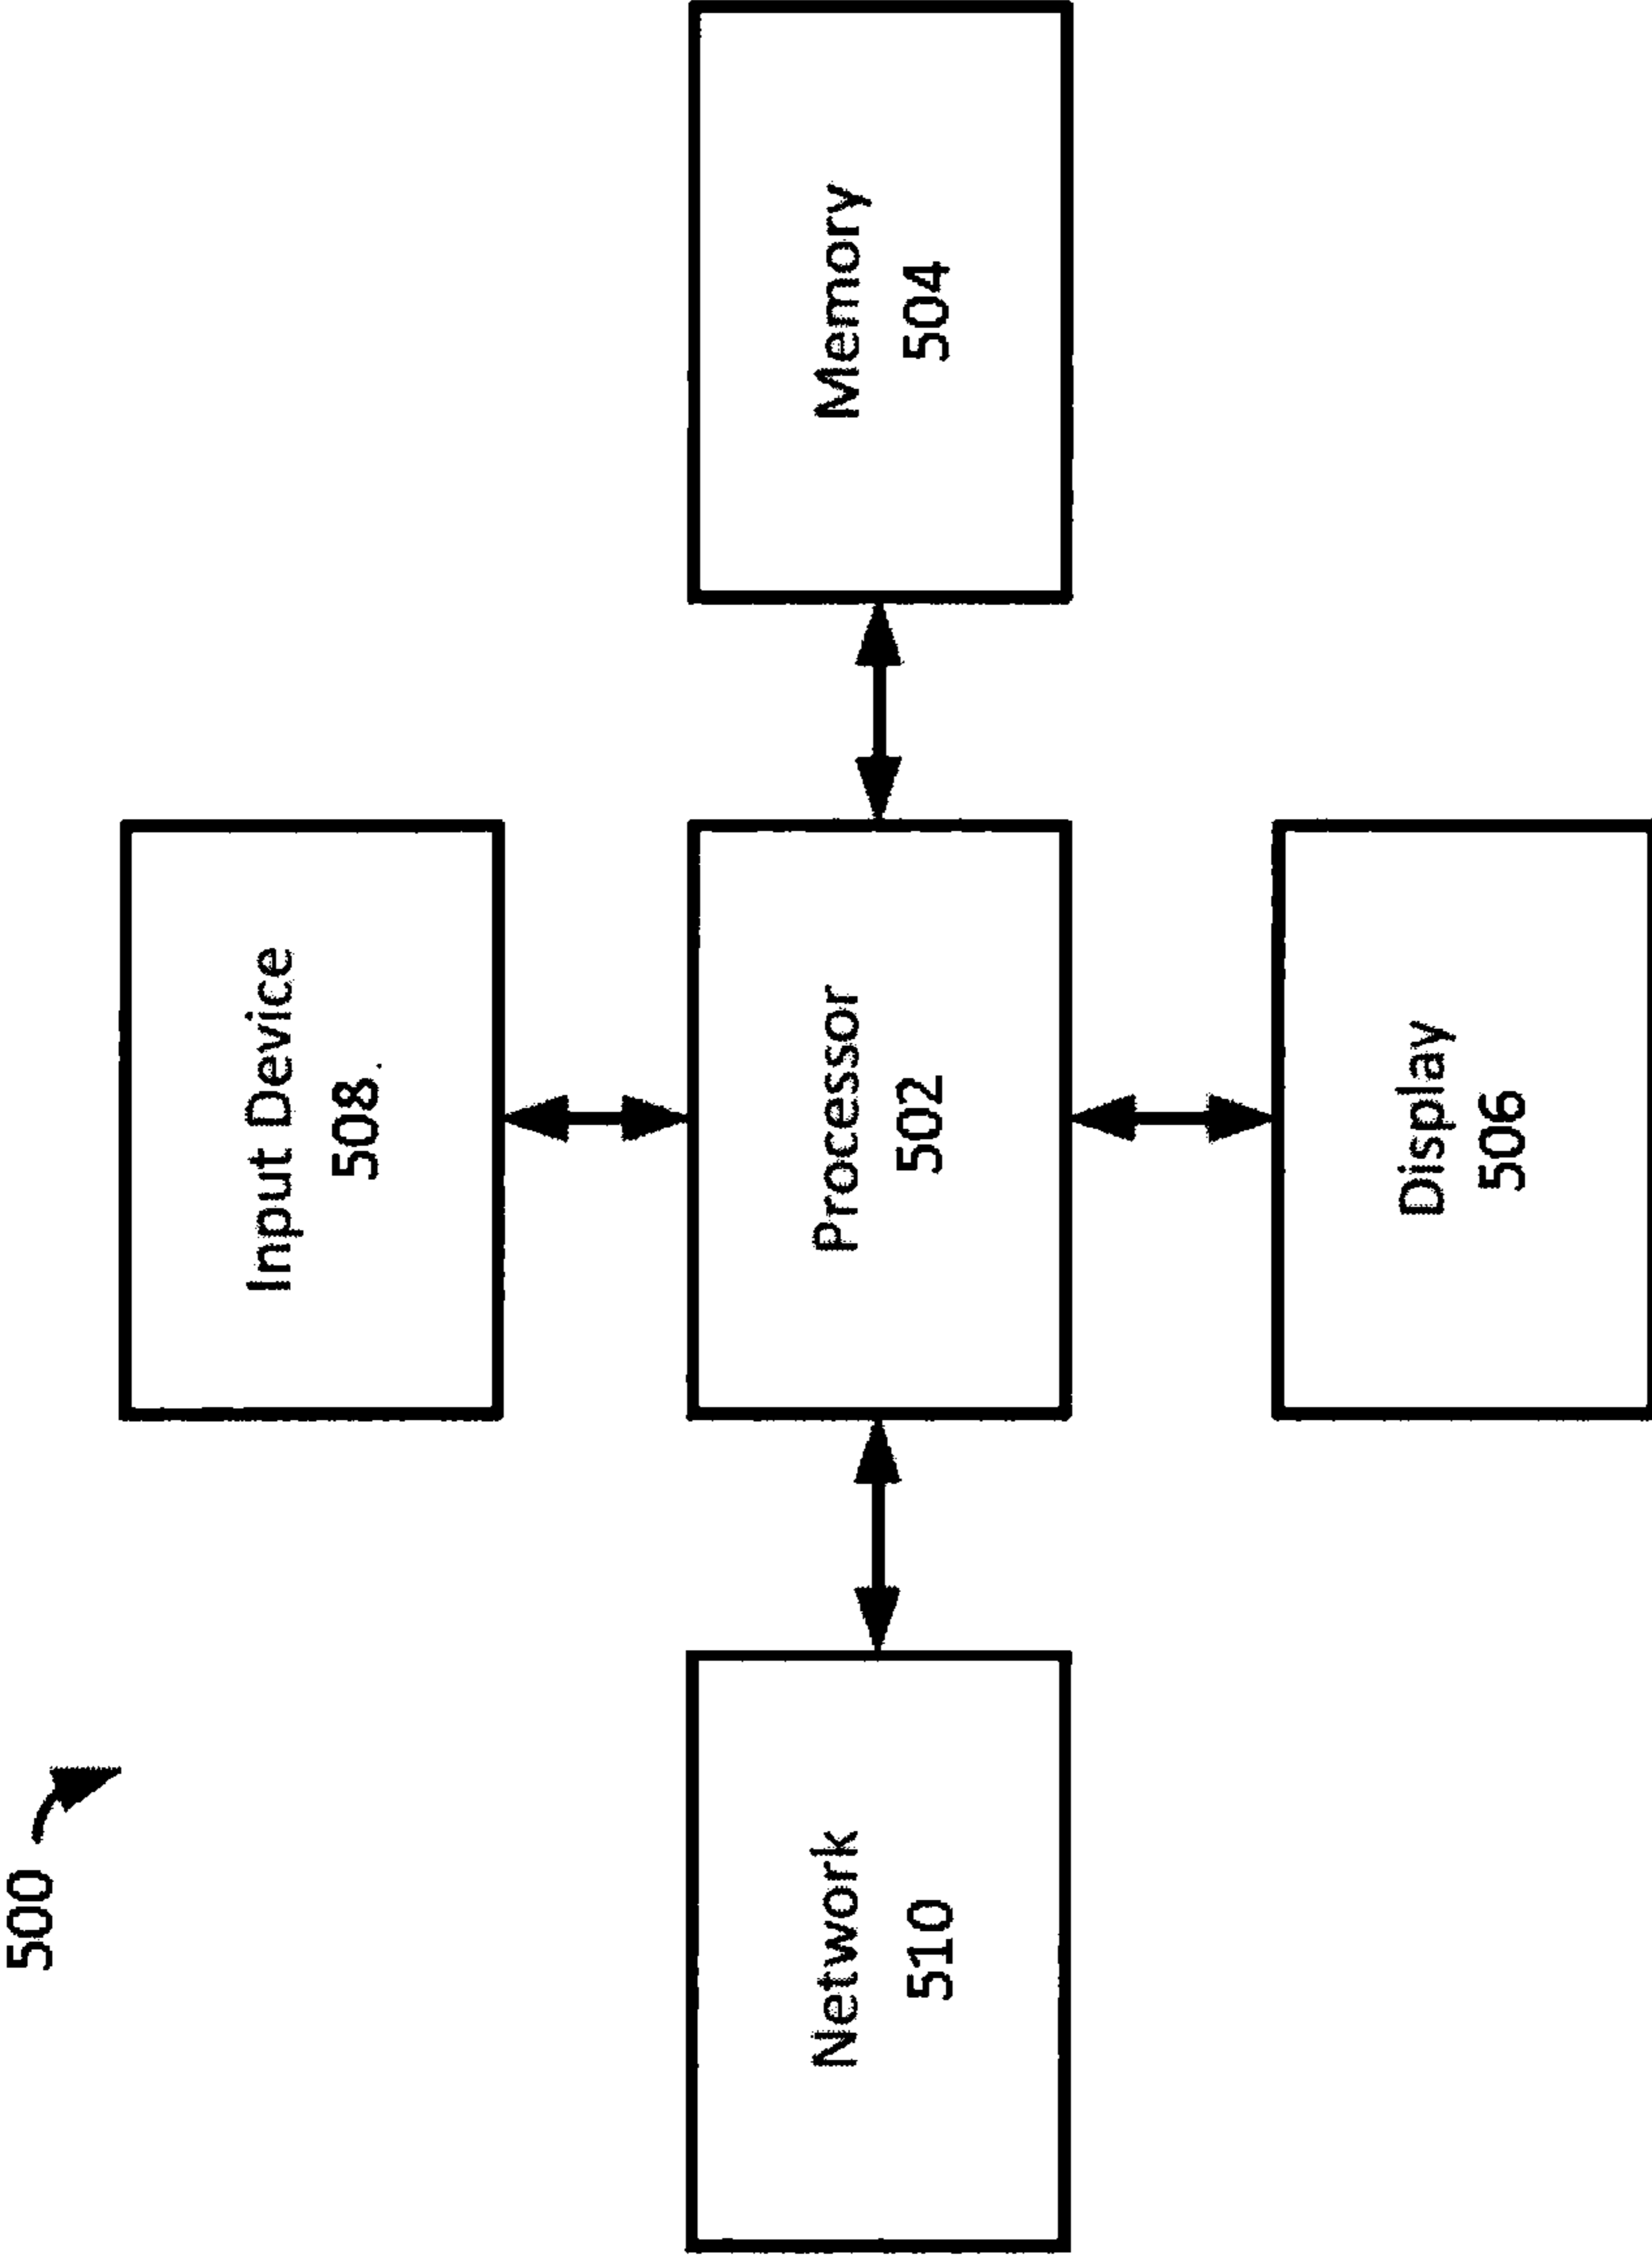 500
Input Device
508
Network
510
Processor
502
Memory
504
Display
506